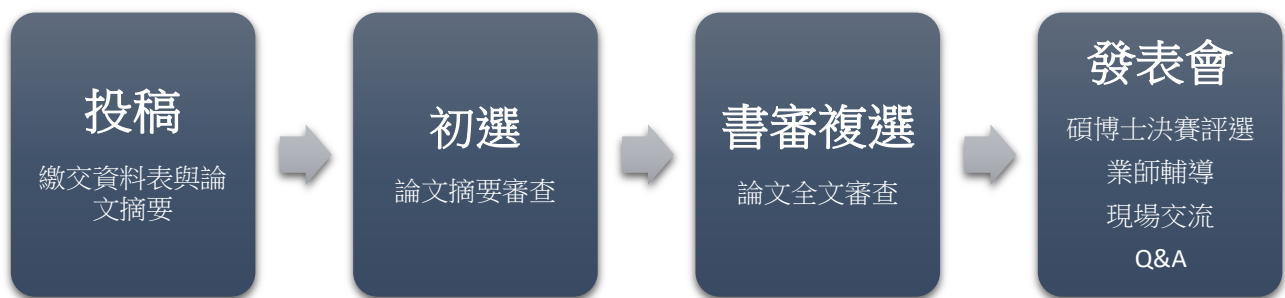 投稿
繳交資料表與論
文摘要
初選
論文摘要審查
書審複選
論文全文審查
發表會
碩博士決賽評選
業師輔導
現場交流
Q&A